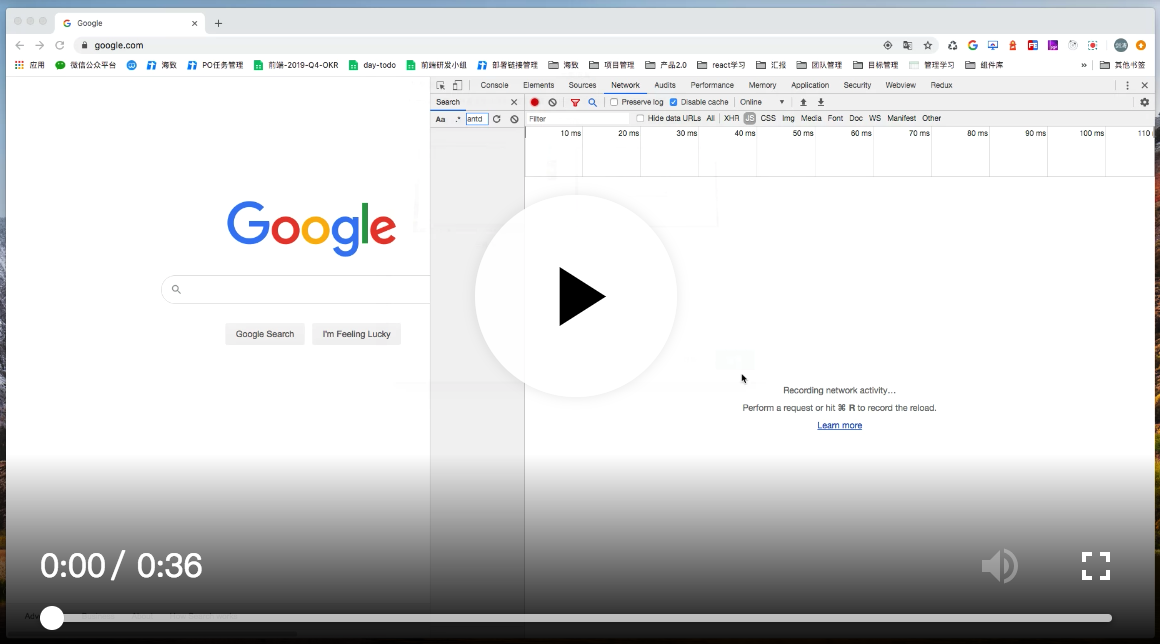 Google
google.com
应用 微信公众平台 海致 PO任务管理 前端-2019-Q4-OKR day-todo 前端研发小组 部署链接管理 海致 项目管理 产品2.0 react学习 汇报 团队管理 目标管理 管理学习 组件库 » 其他书签
Console Elements Sources Network Audits Performance Memory Application Security Webview Redux
Search Preserve log Disable cache Online
Aa .* antd Filter Hide data URLs All XHR JS CSS Img Media Font Doc WS Manifest Other
10 ms 20 ms 30 ms 40 ms 50 ms 60 ms 70 ms 80 ms 90 ms 100 ms 110
Google
Google Search I'm Feeling Lucky
Recording network activity…
Perform a request or hit ⌘ R to record the reload.
Learn more
0:00 / 0:36